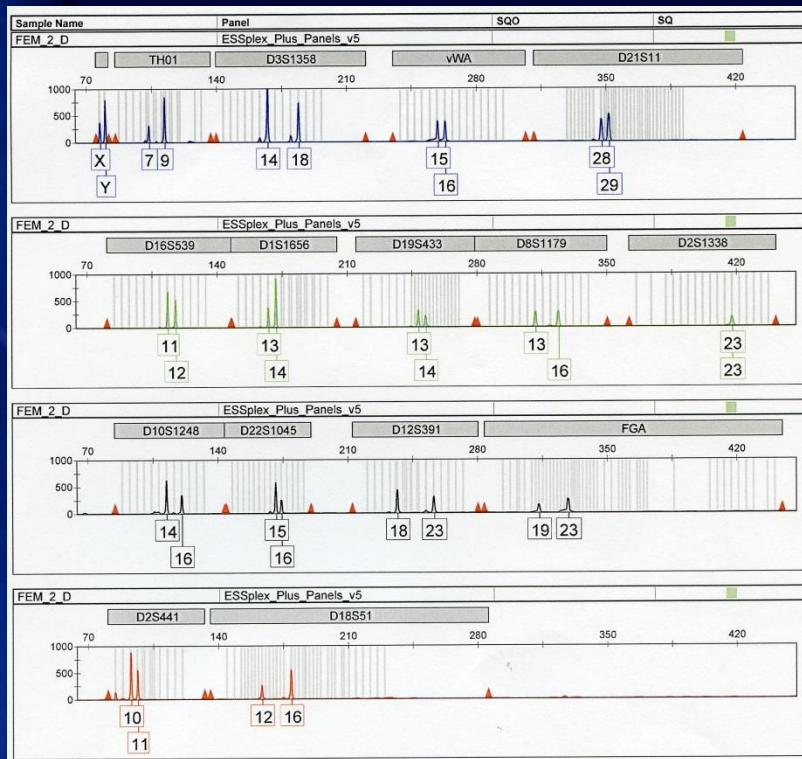 Sample Name Panel SQO SQ
FEM_2_D ESSplex_Plus_Panels_v5
TH01 D3S1358 vWA D21S11
70 140 210 280 350 420
1000
500
0
X 7 9 14 18 15 28
Y 16 29
FEM_2_D ESSplex_Plus_Panels_v5
D16S539 D1S1656 D19S433 D8S1179 D2S1338
70 140 210 280 350 420
1000
500
0
11 13 13 13 23
12 14 14 16 23
FEM_2_D ESSplex_Plus_Panels_v5
D10S1248 D22S1045 D12S391 FGA
70 140 210 280 350 420
1000
500
0
14 15 18 23 19 23
16 16
FEM_2_D ESSplex_Plus_Panels_v5
D2S441 D18S51
70 140 210 280 350 420
1000
500
0
10 12 16
11